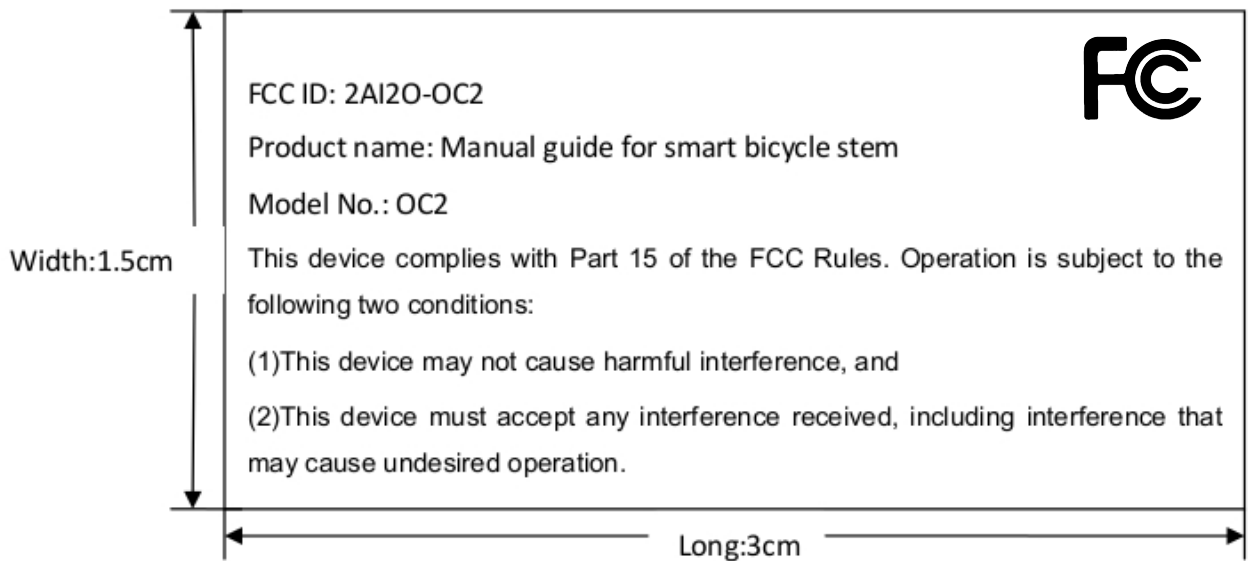 FC
FCC ID: 2AI2O-OC2
Product name: Manual guide for smart bicycle stem
Model No.: OC2
Width:1.5cm
This device complies with Part 15 of the FCC Rules. Operation is subject to the
following two conditions:
(1)This device may not cause harmful interference, and
(2)This device must accept any interference received, including interference that
may cause undesired operation.
Long:3cm